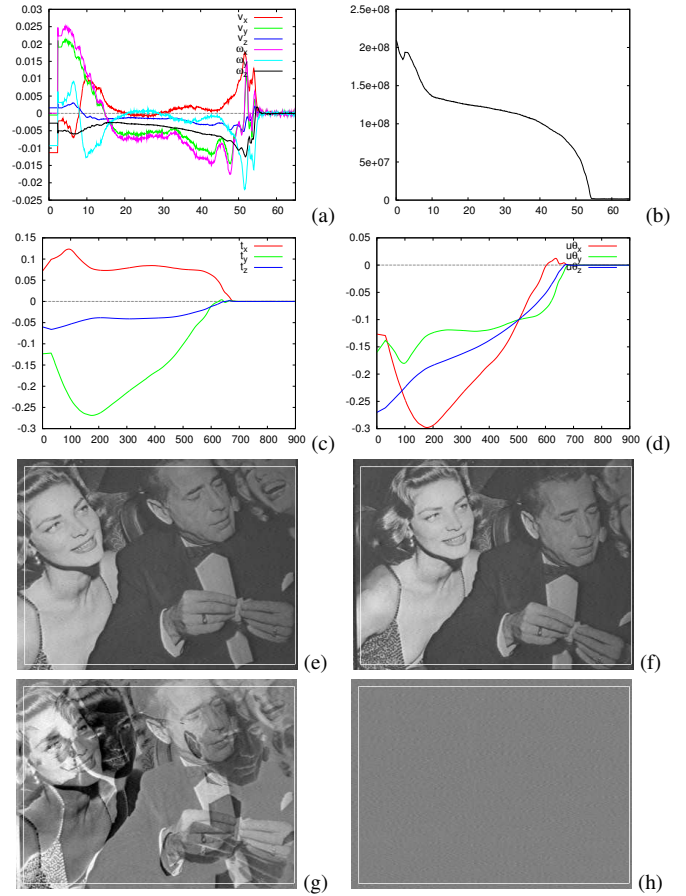 0.03
0.025
0.02
0.015
0.01
0.005
0
-0.005
-0.01
-0.015
-0.02
-0.025
0 10 20 30 40 50 60
v_x
v_y
v_z
ω_x
ω_y
ω_z
(a)
2.5e+08
2e+08
1.5e+08
1e+08
5e+07
0
0 10 20 30 40 50 60
(b)
0.15
0.1
0.05
0
-0.05
-0.1
-0.15
-0.2
-0.25
-0.3
0 100 200 300 400 500 600 700 800 900
t_x
t_y
t_z
(c)
0.05
0
-0.05
-0.1
-0.15
-0.2
-0.25
-0.3
0 100 200 300 400 500 600 700 800 900
uθ_x
uθ_y
uθ_z
(d)
(e)
(f)
(g)
(h)